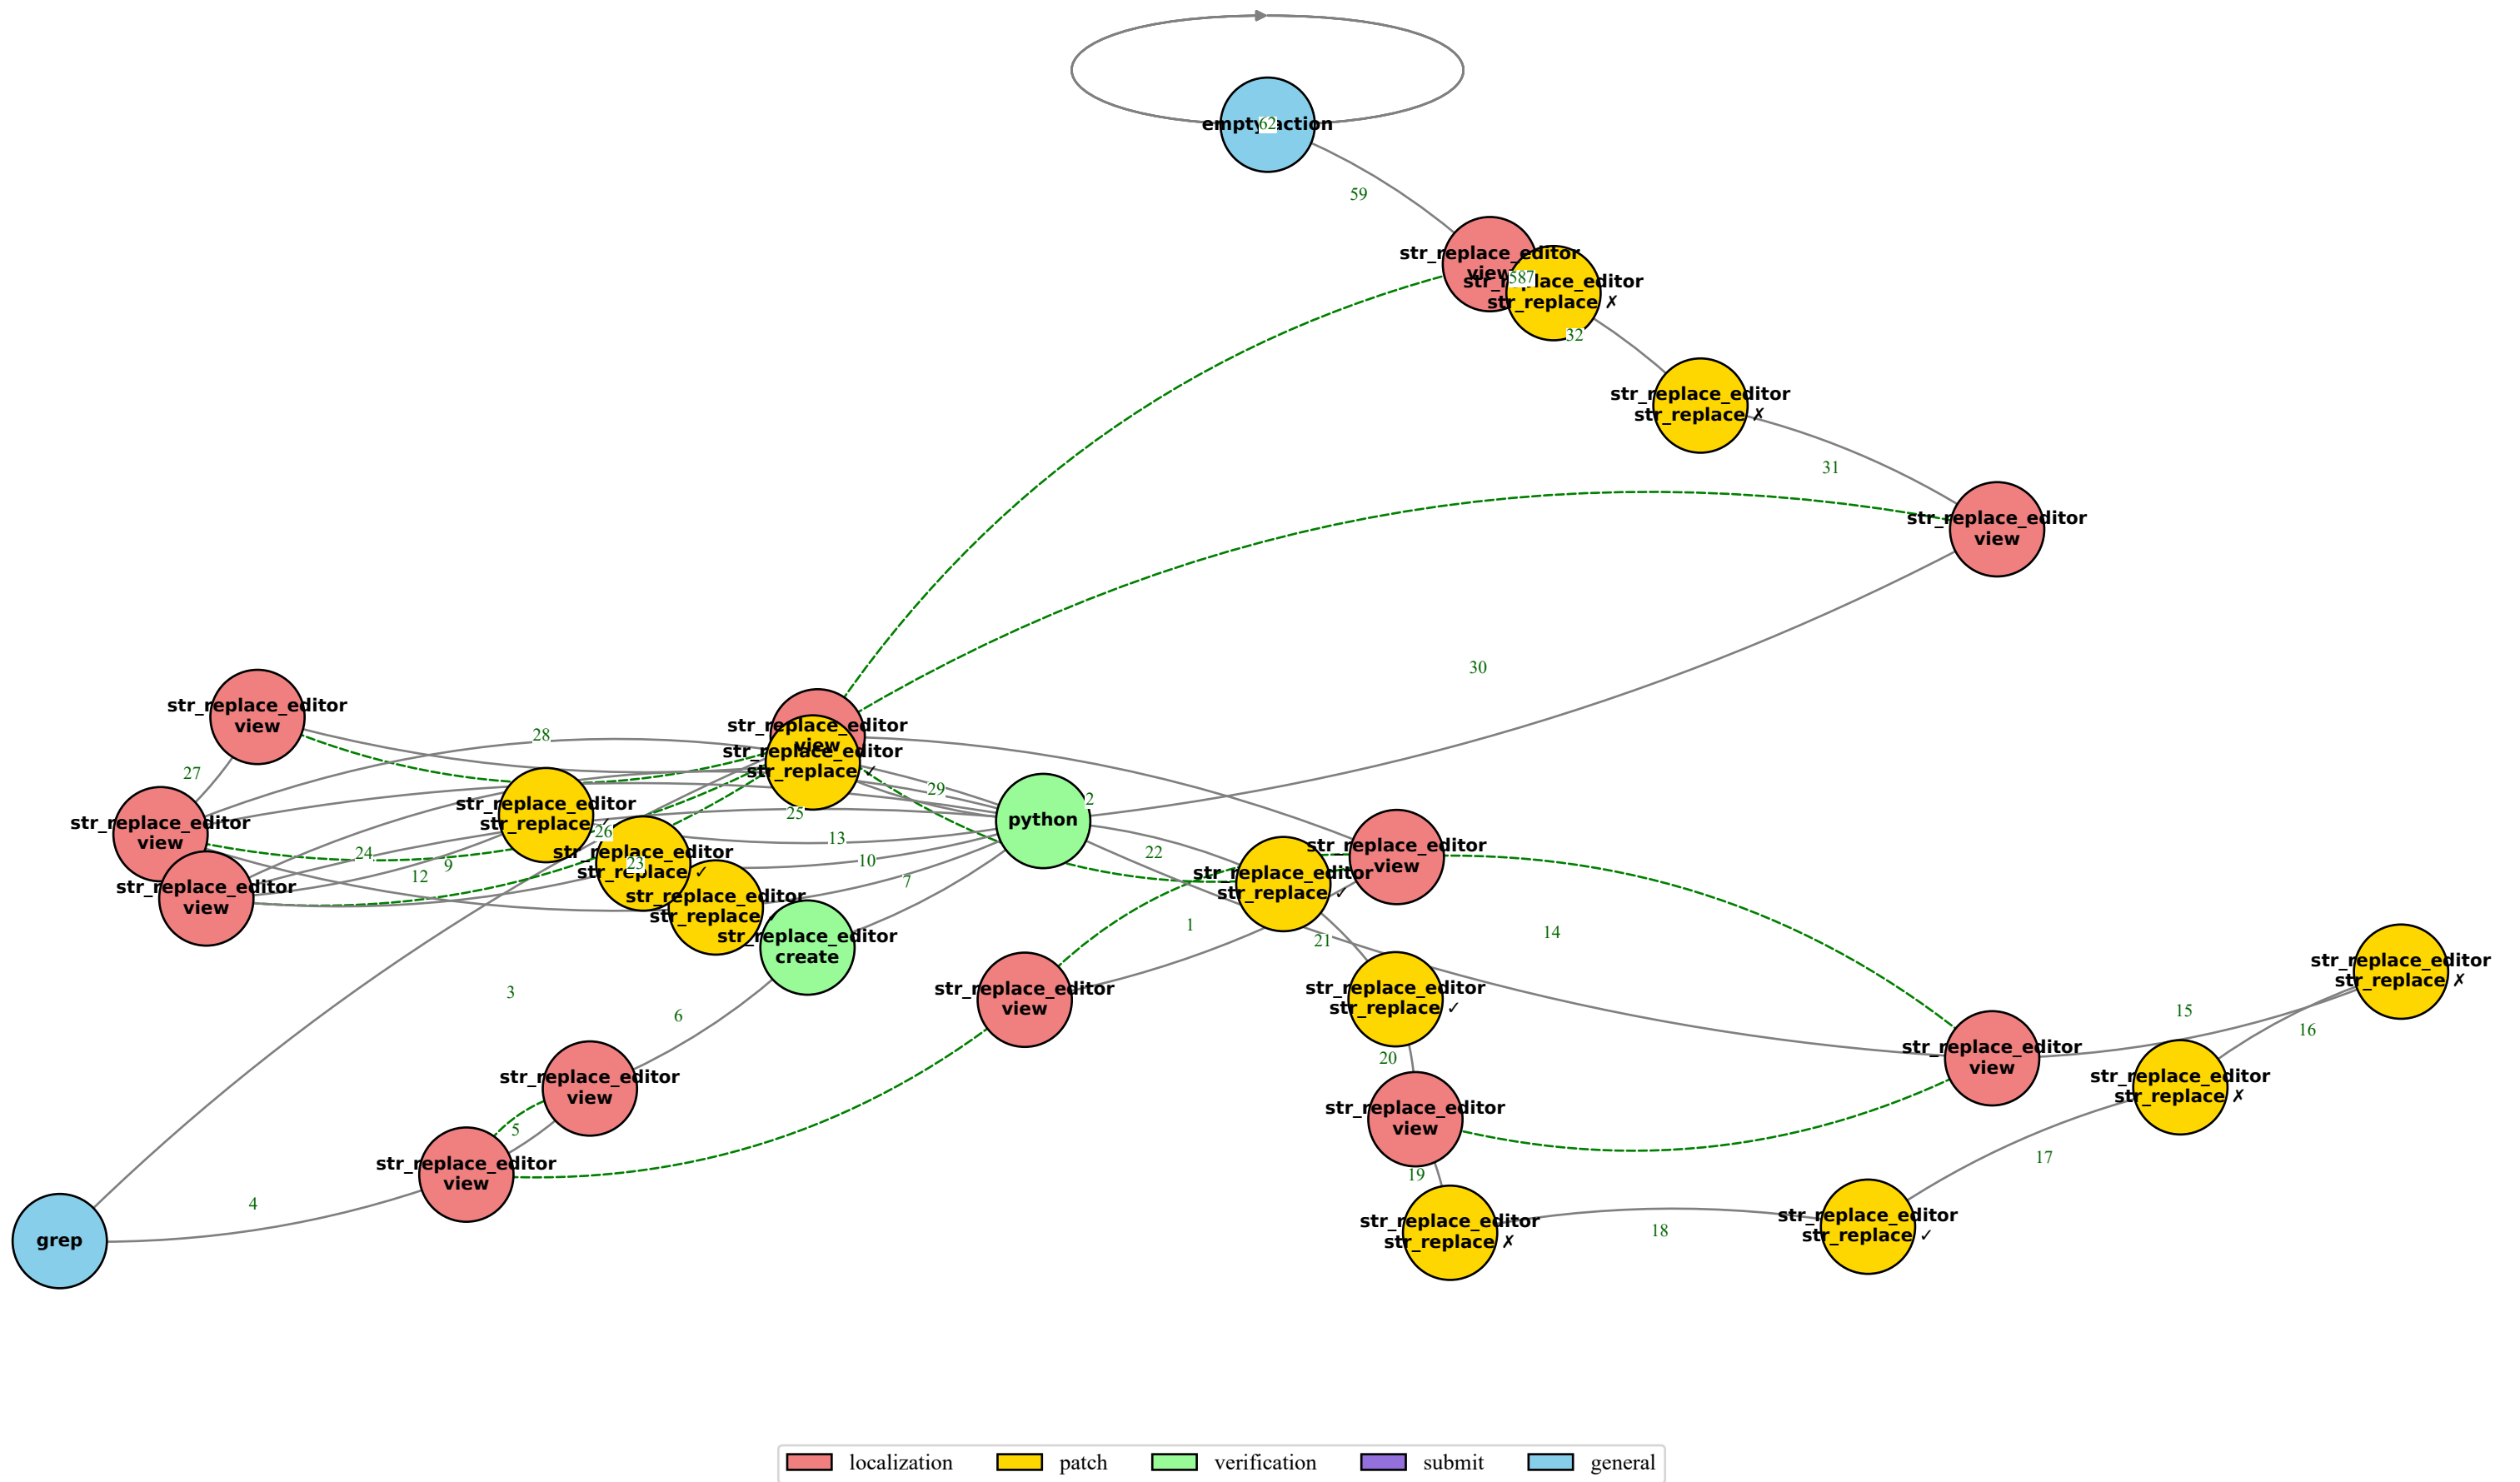 empty action
62
59
str_replace_editor
view
587
str_replace_editor
str_replace ✗
32
str_replace_editor
str_replace ✗
31
str_replace_editor
view
30
str_replace_editor
view
28
27
str_replace_editor
view
str_replace_editor
str_replace ✓
29
2
25
str_replace_editor
str_replace ✓
26
python
13
str_replace_editor
view
24
9
12
10
7
22
str_replace_editor
view
str_replace_editor
view
str_replace_editor
str_replace ✓
23
str_replace_editor
str_replace ✓
str_replace_editor
str_replace
str_replace_editor
create
1
21
14
3
6
str_replace_editor
view
str_replace_editor
str_replace ✓
str_replace_editor
str_replace ✗
15
16
20
str_replace_editor
view
str_replace_editor
str_replace ✗
str_replace_editor
view
5
str_replace_editor
view
19
17
str_replace_editor
view
4
grep
str_replace_editor
str_replace ✗
18
str_replace_editor
str_replace ✓
localization patch verification submit general